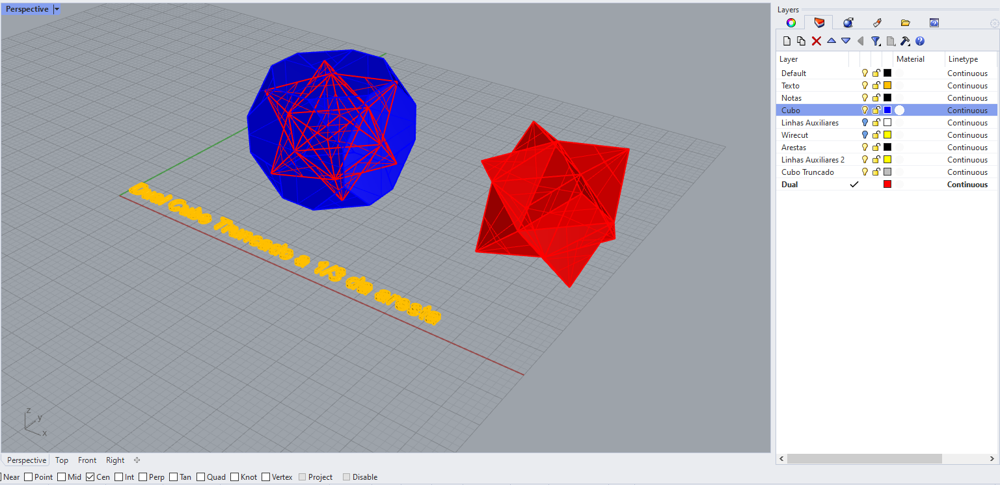 Perspective
Layers
Layer Material Linetype
Default Continuous
Texto Continuous
Notas Continuous
Cubo Continuous
Linhas Auxiliares Continuous
Wirecut Continuous
Arestas Continuous
Linhas Auxiliares 2 Continuous
Cubo Truncado Continuous
Dual Continuous
Dual Cubo Truncado
da aresta
z
y
x
Perspective Top Front Right
Near Point Mid Cen Int Perp Tan Quad Knot Vertex Project Disable